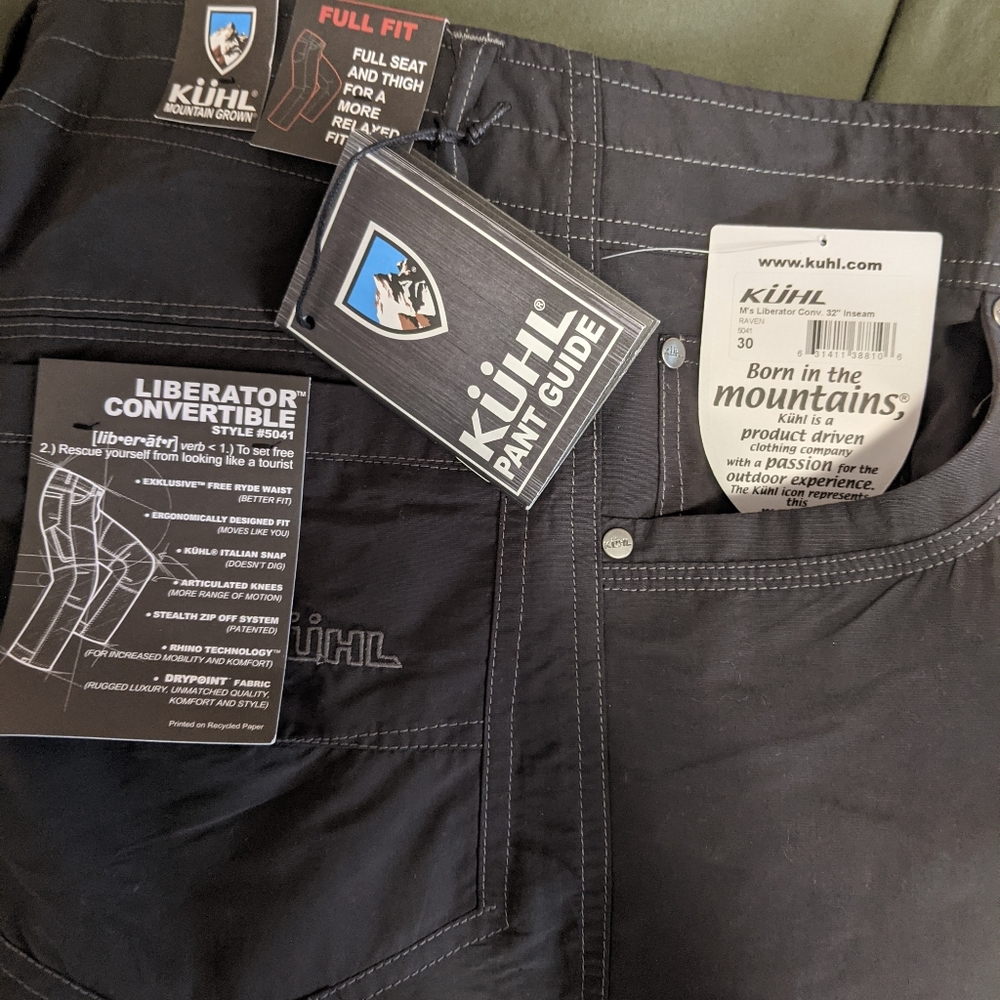 KÜHL®
MOUNTAIN GROWN®
FULL FIT
FULL SEAT
AND THIGH
FOR A
MORE
RELAXED
FIT
KÜHL®
PANT GUIDE
www.kuhl.com
KÜHL
M's Liberator Conv. 32" Inseam
RAVEN
5041
30
6 31411 38810 6
Born in the
mountains,®
Kühl is a
product driven
clothing company
with a passion for the
outdoor experience.
The Kühl icon represents
this
LIBERATOR™
CONVERTIBLE
STYLE #5041
[lib•er•āt•r] verb < 1.) To set free
2.) Rescue yourself from looking like a tourist
• EXKLUSIVE™ FREE RYDE WAIST
(BETTER FIT)
• ERGONOMICALLY DESIGNED FIT
(MOVES LIKE YOU)
• KÜHL® ITALIAN SNAP
(DOESN'T DIG)
• ARTICULATED KNEES
(MORE RANGE OF MOTION)
• STEALTH ZIP OFF SYSTEM
(PATENTED)
• RHINO TECHNOLOGY™
(FOR INCREASED MOBILITY AND KOMFORT)
• DRYPOINT™ FABRIC
(RUGGED LUXURY, UNMATCHED QUALITY,
KOMFORT AND STYLE)
Printed on Recycled Paper
KÜHL
KÜHL